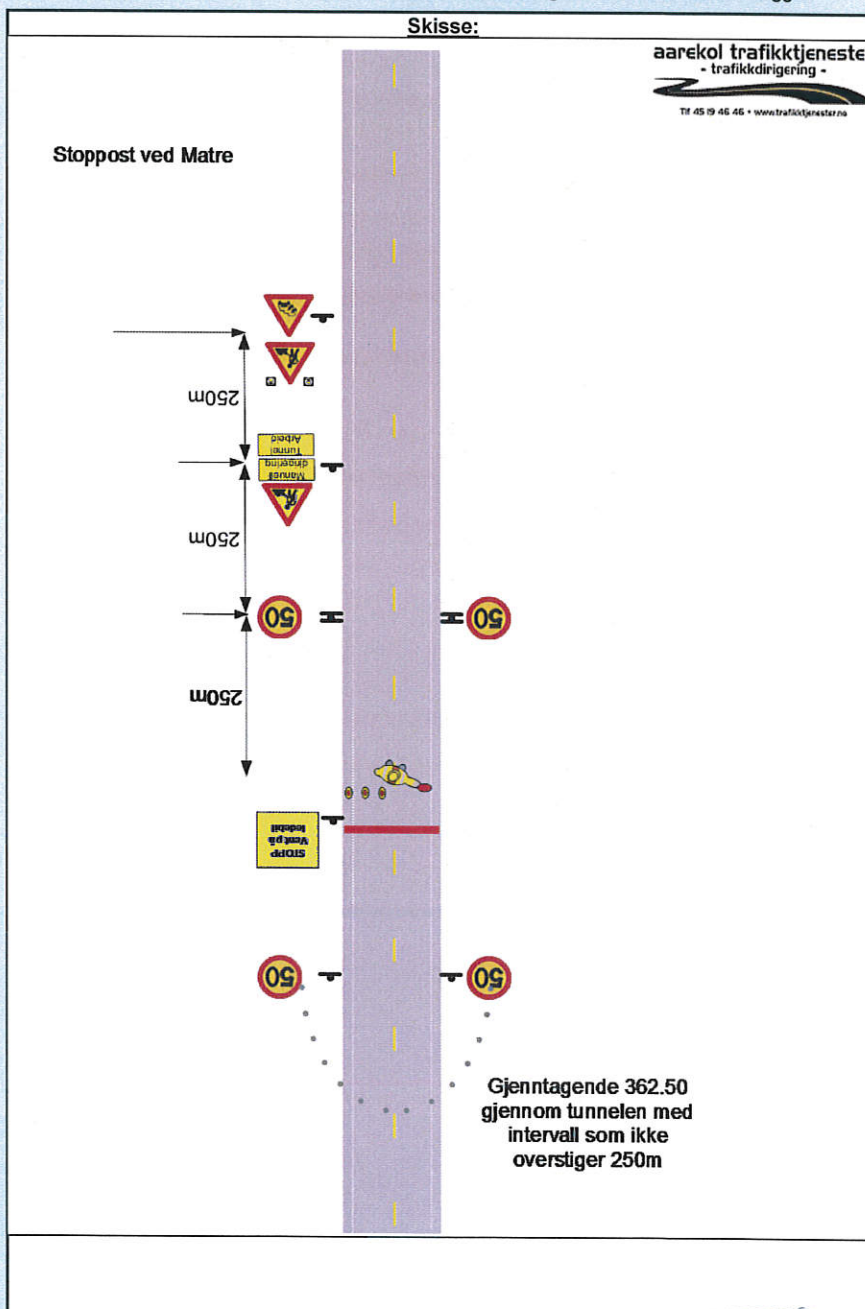 Skisse:
aarekol trafikktjeneste
- trafikkdirigering -
Tlf 45 19 46 46 • www.trafikktjenester.no
Stoppost ved Matre
250m
Tunnel
Arbeid
Manuell
dirigering
250m
50
50
250m
STOPP
Vent på
ledebil
50
50
Gjenntagende 362.50
gjennom tunnelen med
intervall som ikke
overstiger 250m